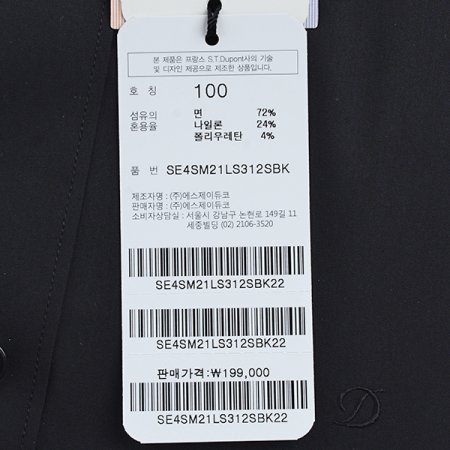 본 제품은 프랑스 S.T.Dupont사의 기술
및 디자인 제공으로 제조한 상품입니다.
호 칭 100
섬유의 면 72%
혼용율 나일론 24%
폴리우레탄 4%
품 번 SE4SM21LS312SBK
제조자명 : (주)에스제이듀코
판매자명 : (주)에스제이듀코
소비자상담실 : 서울시 강남구 논현로 149길 11
세중빌딩 (02) 2106-3520
SE4SM21LS312SBK22
SE4SM21LS312SBK22
판매가격:₩199,000
SE4SM21LS312SBK22
D